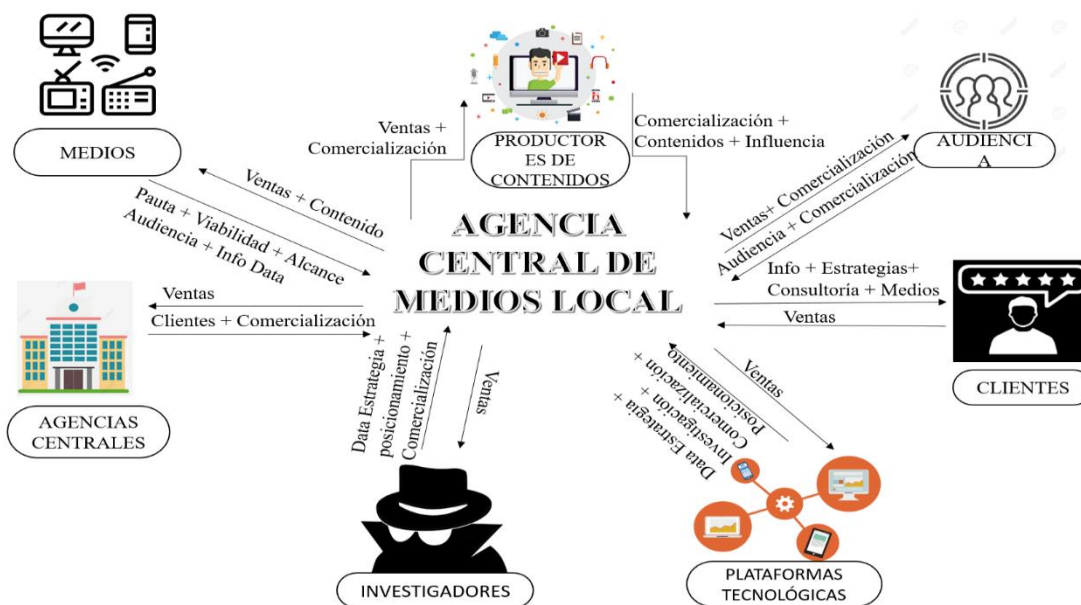 MEDIOS
Ventas +
Comercialización
PRODUCTOR
ES DE
CONTENIDOS
Comercialización +
Contenidos + Influencia
AUDIENCI
A
Ventas + Contenido
Pauta + Viabilidad + Alcance
Audiencia + Info Data
AGENCIA
CENTRAL DE
MEDIOS LOCAL
Ventas+ Comercialización
Audiencia + Comercialización
Ventas
Clientes + Comercialización
AGENCIAS
CENTRALES
Info + Estrategias+
Consultoría + Medios
Ventas
CLIENTES
Data Estrategia +
posicionamiento +
Comercialización
Ventas
INVESTIGADORES
Ventas
Data Estrategia +
Investigación +
Comercialización +
Posicionamiento
PLATAFORMAS
TECNOLÓGICAS